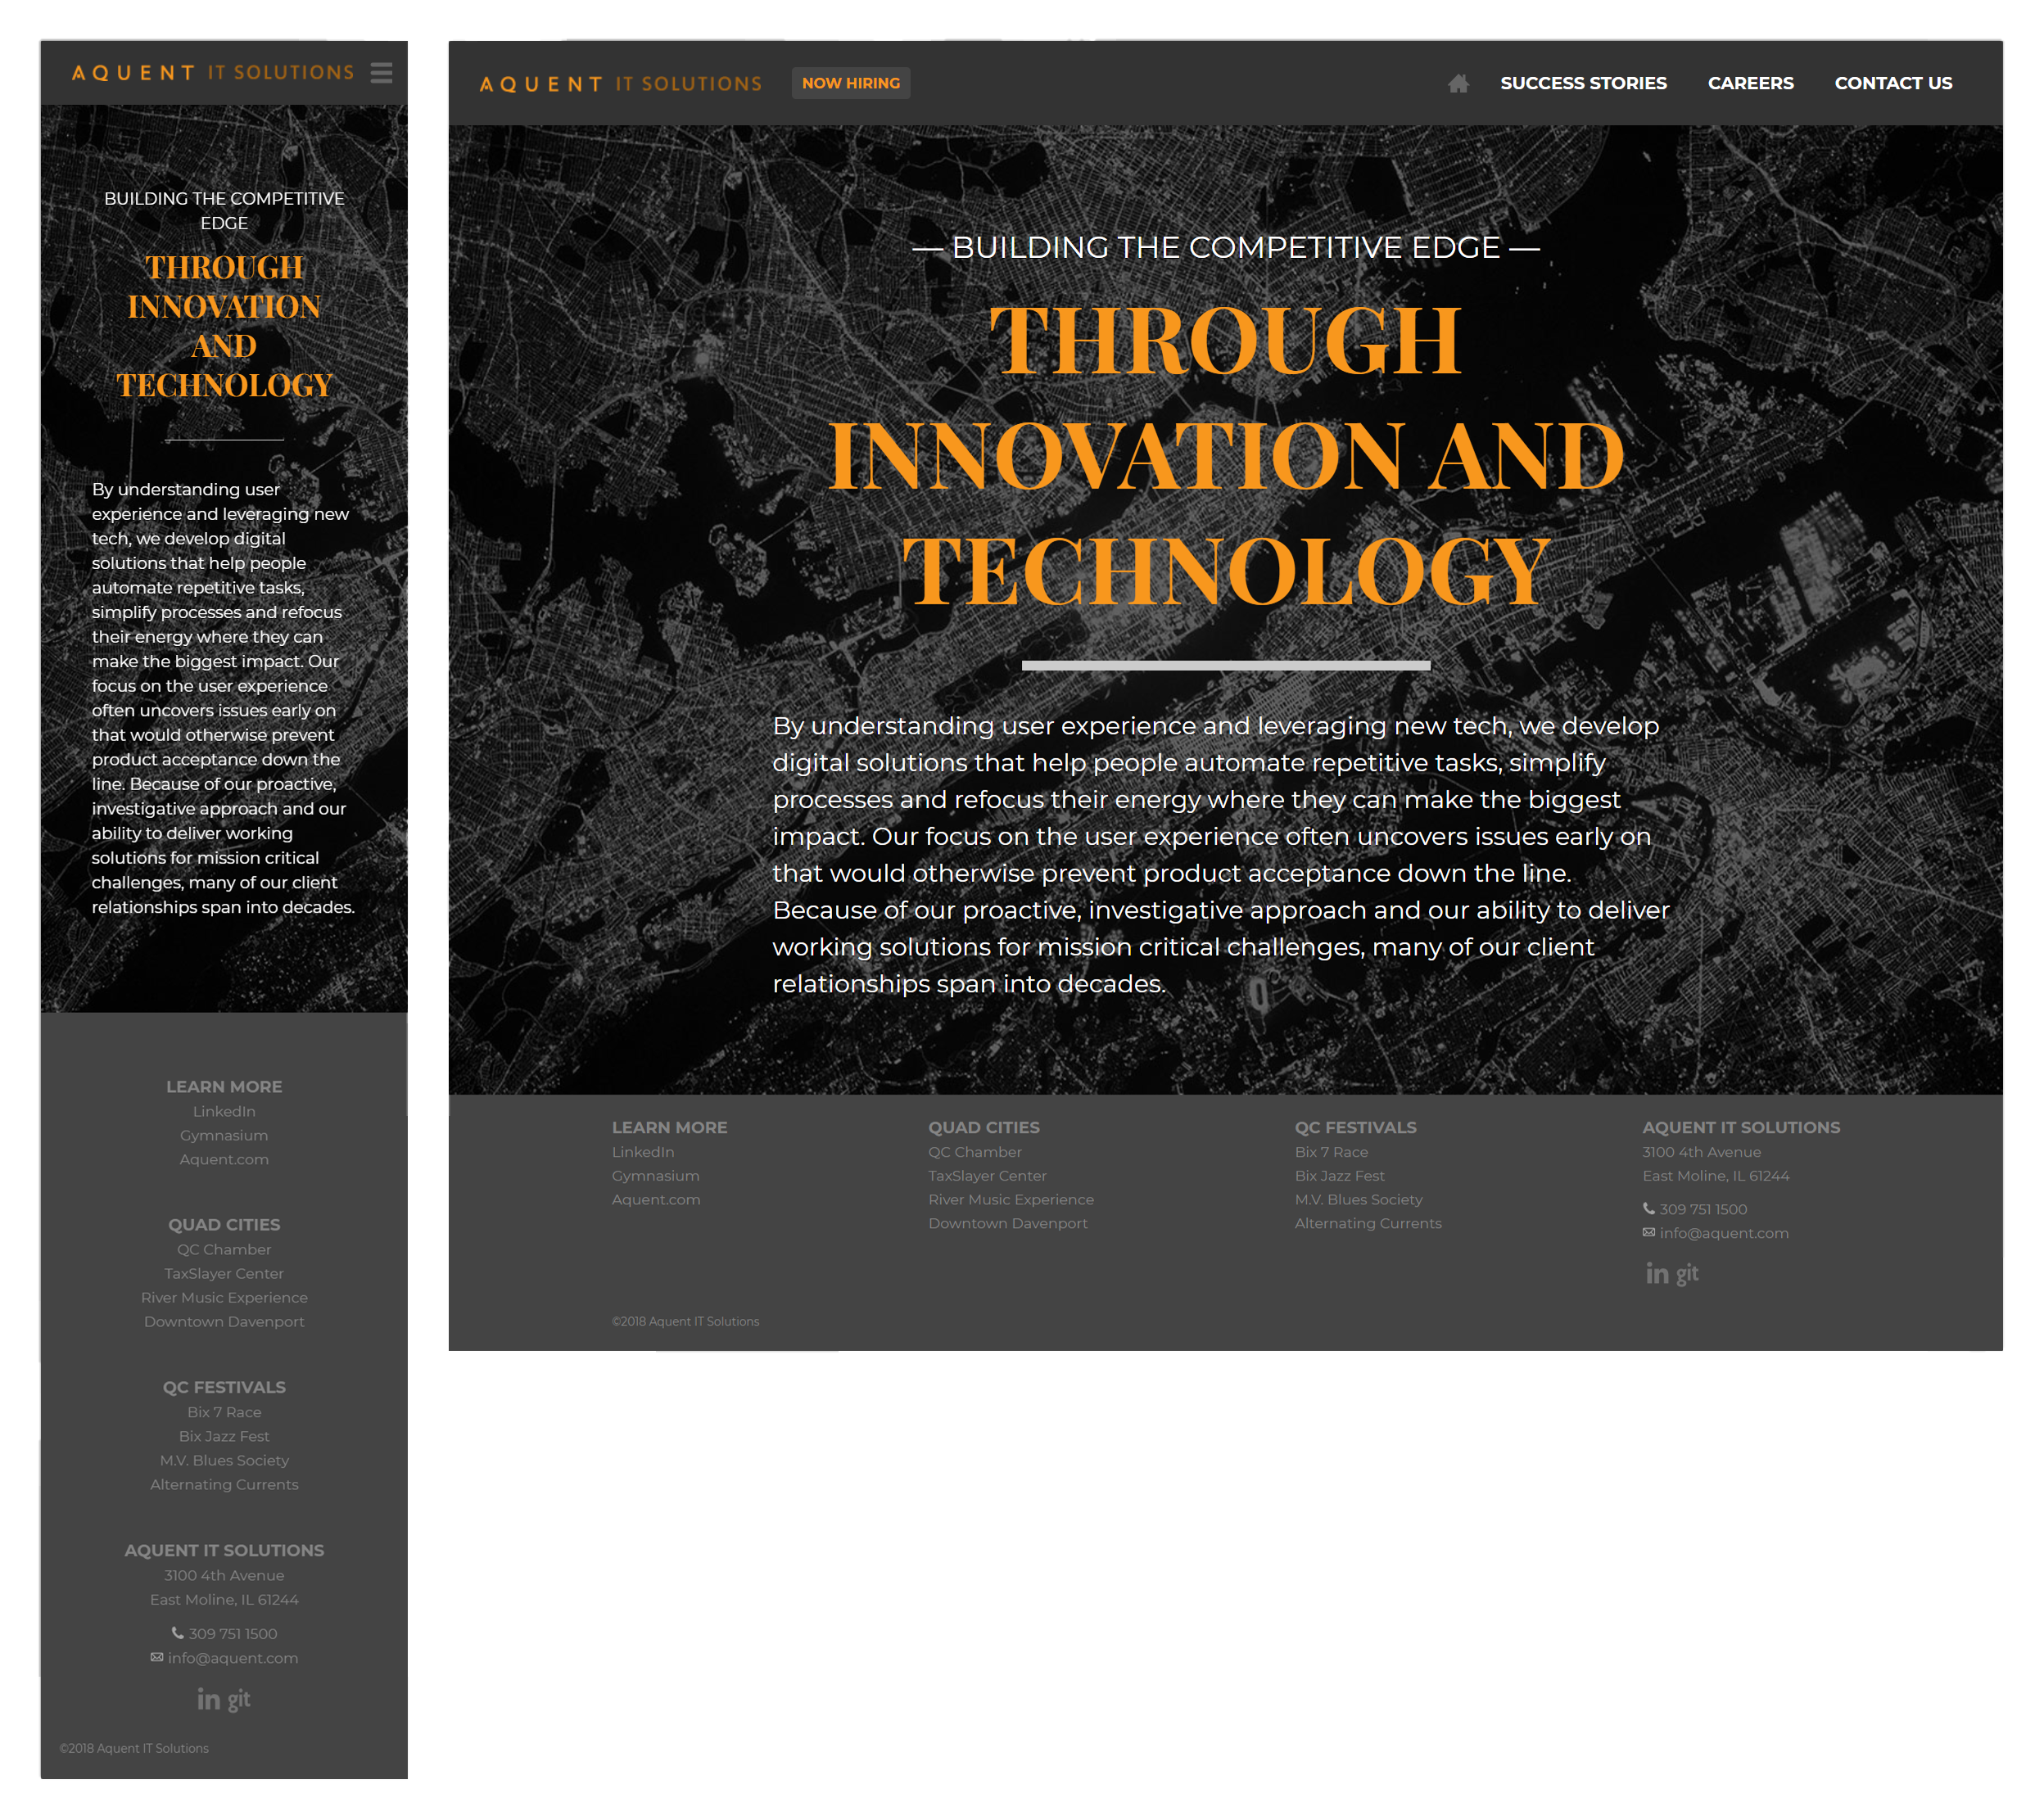 AQUENT IT SOLUTIONS
BUILDING THE COMPETITIVE
EDGE
THROUGH
INNOVATION
AND
TECHNOLOGY
By understanding user
experience and leveraging new
tech, we develop digital
solutions that help people
automate repetitive tasks,
simplify processes and refocus
their energy where they can
make the biggest impact. Our
focus on the user experience
often uncovers issues early on
that would otherwise prevent
product acceptance down the
line. Because of our proactive,
investigative approach and our
ability to deliver working
solutions for mission critical
challenges, many of our client
relationships span into decades.
LEARN MORE
LinkedIn
Gymnasium
Aquent.com
QUAD CITIES
QC Chamber
TaxSlayer Center
River Music Experience
Downtown Davenport
QC FESTIVALS
Bix 7 Race
Bix Jazz Fest
M.V. Blues Society
Alternating Currents
AQUENT IT SOLUTIONS
3100 4th Avenue
East Moline, IL 61244
309 751 1500
info@aquent.com
in git
©2018 Aquent IT Solutions
AQUENT IT SOLUTIONS
NOW HIRING
SUCCESS STORIES
CAREERS
CONTACT US
— BUILDING THE COMPETITIVE EDGE —
THROUGH
INNOVATION AND
TECHNOLOGY
By understanding user experience and leveraging new tech, we develop
digital solutions that help people automate repetitive tasks, simplify
processes and refocus their energy where they can make the biggest
impact. Our focus on the user experience often uncovers issues early on
that would otherwise prevent product acceptance down the line.
Because of our proactive, investigative approach and our ability to deliver
working solutions for mission critical challenges, many of our client
relationships span into decades.
LEARN MORE
LinkedIn
Gymnasium
Aquent.com
QUAD CITIES
QC Chamber
TaxSlayer Center
River Music Experience
Downtown Davenport
QC FESTIVALS
Bix 7 Race
Bix Jazz Fest
M.V. Blues Society
Alternating Currents
AQUENT IT SOLUTIONS
3100 4th Avenue
East Moline, IL 61244
309 751 1500
info@aquent.com
in git
©2018 Aquent IT Solutions